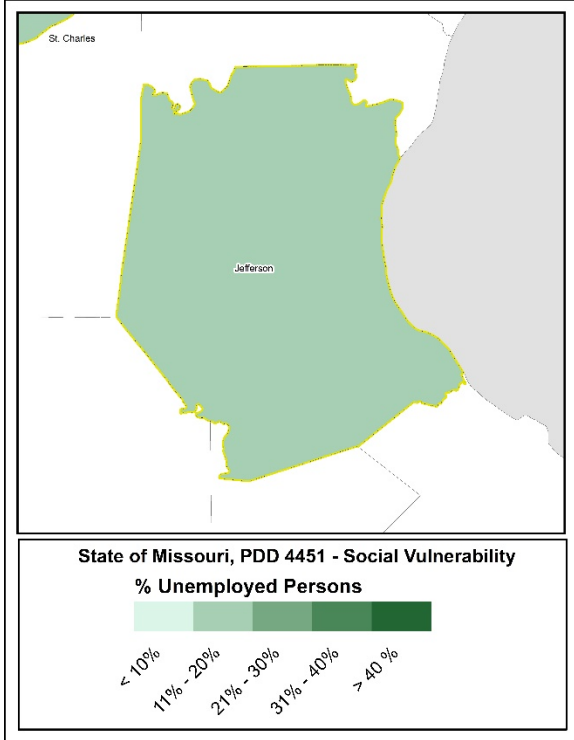 St. Charles
Jefferson
State of Missouri, PDD 4451 - Social Vulnerability
% Unemployed Persons
< 10%
11% - 20%
21% - 30%
31% - 40%
> 40 %